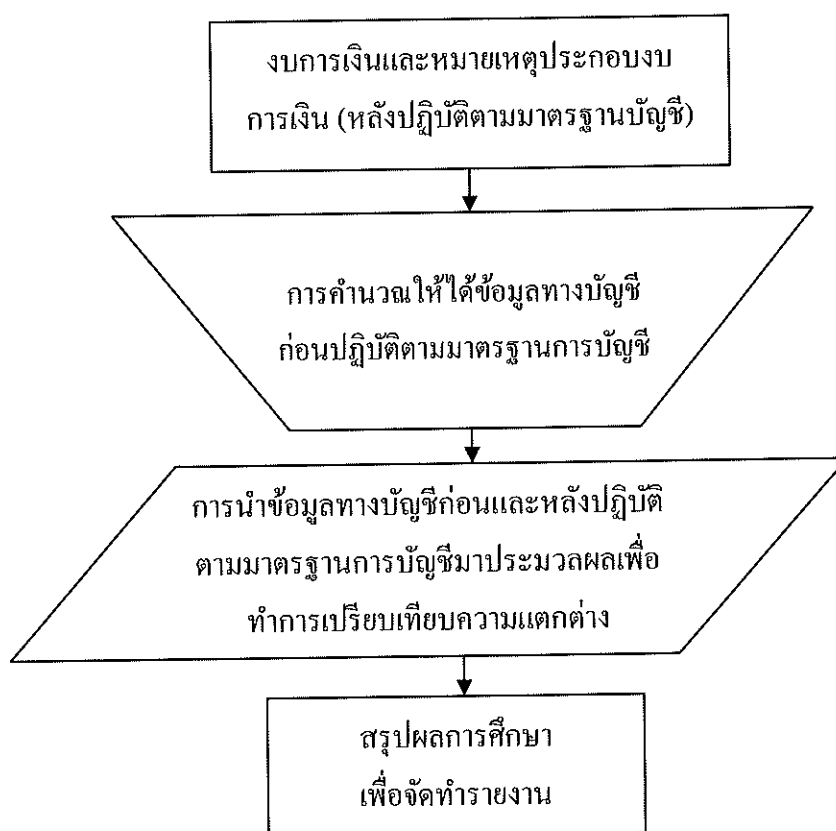 งบการเงินและหมายเหตุประกอบงบ
การเงิน (หลังปฏิบัติตามมาตรฐานบัญชี)
การคำนวณให้ได้ข้อมูลทางบัญชี
ก่อนปฏิบัติตามมาตรฐานการบัญชี
การนำข้อมูลทางบัญชีก่อนและหลังปฏิบัติ
ตามมาตรฐานการบัญชีมาประมวลผลเพื่อ
ทำการเปรียบเทียบความแตกต่าง
สรุปผลการศึกษา
เพื่อจัดทำรายงาน